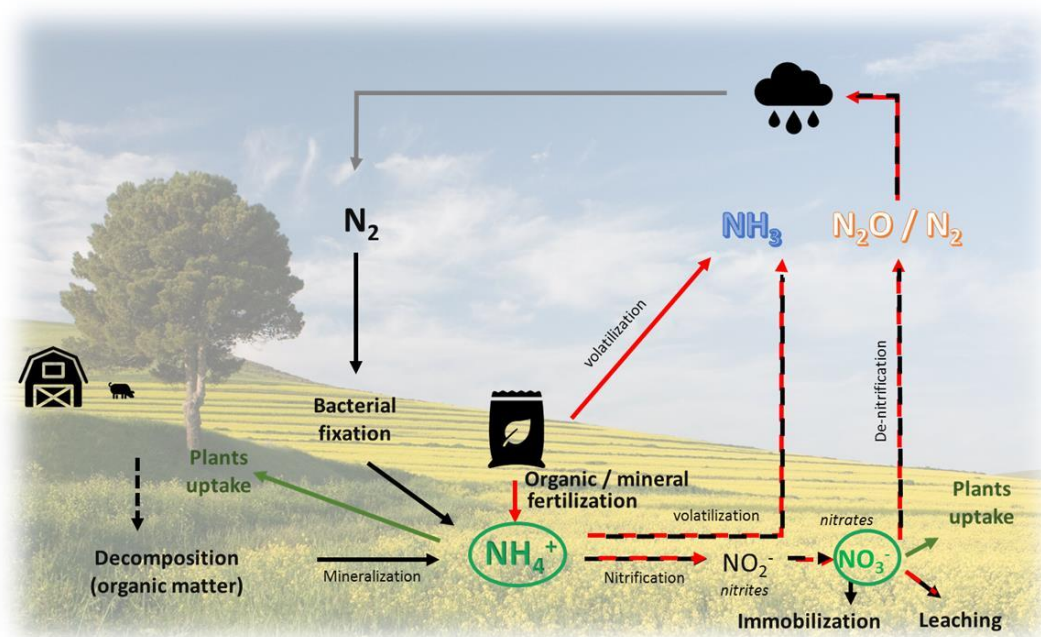 N₂
NH₃
N₂O / N₂
volatilization
De-nitrification
Bacterial
fixation
Plants
uptake
Organic / mineral
fertilization
Plants
uptake
volatilization
nitrates
Decomposition
(organic matter)
Mineralization
NH₄⁺
Nitrification
NO₂⁻
nitrites
NO₃⁻
Immobilization
Leaching